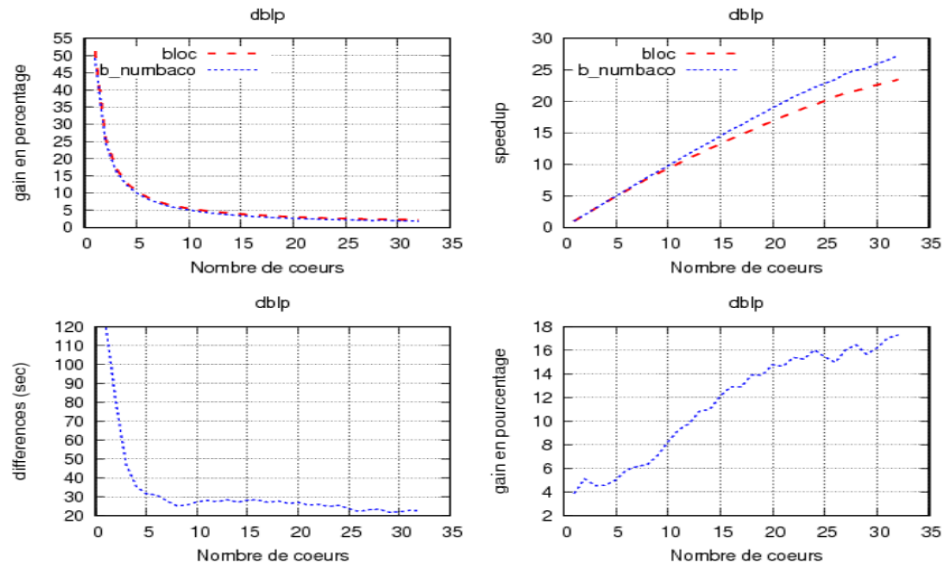 dblp
gain en percentage
55
50
45
40
35
30
25
20
15
10
5
0
bloc
b_numbaco
0 5 10 15 20 25 30 35
Nombre de coeurs
dblp
speedup
30
25
20
15
10
5
0
bloc
b_numbaco
0 5 10 15 20 25 30 35
Nombre de coeurs
dblp
differences (sec)
120
110
100
90
80
70
60
50
40
30
20
0 5 10 15 20 25 30 35
Nombre de coeurs
dblp
gain en pourcentage
18
16
14
12
10
8
6
4
2
0 5 10 15 20 25 30 35
Nombre de coeurs